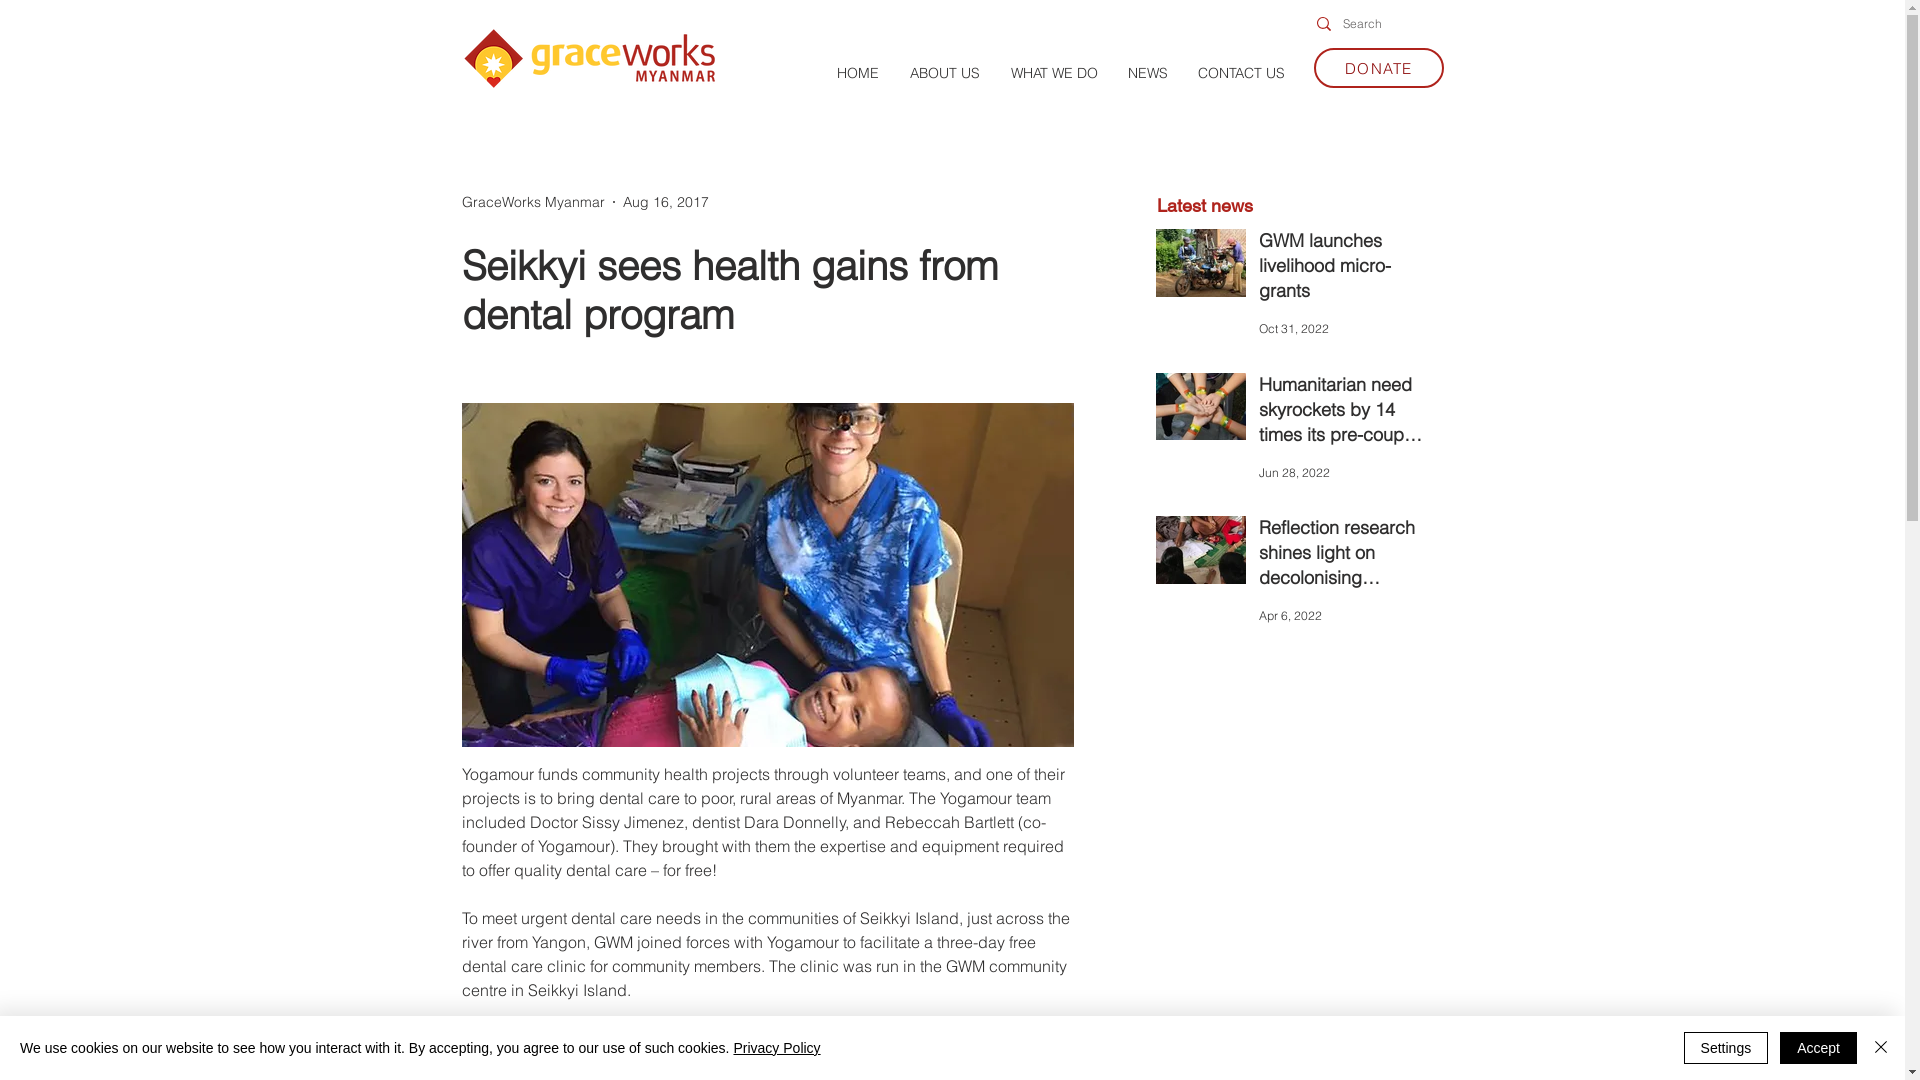 graceworks
MYANMAR
Search
HOME
ABOUT US
WHAT WE DO
NEWS
CONTACT US
DONATE
GraceWorks Myanmar · Aug 16, 2017
Seikkyi sees health gains from
dental program
Yogamour funds community health projects through volunteer teams, and one of their
projects is to bring dental care to poor, rural areas of Myanmar. The Yogamour team
included Doctor Sissy Jimenez, dentist Dara Donnelly, and Rebeccah Bartlett (co-
founder of Yogamour). They brought with them the expertise and equipment required
to offer quality dental care – for free!
To meet urgent dental care needs in the communities of Seikkyi Island, just across the
river from Yangon, GWM joined forces with Yogamour to facilitate a three-day free
dental care clinic for community members. The clinic was run in the GWM community
centre in Seikkyi Island.
Latest news
GWM launches
livelihood micro-
grants
Oct 31, 2022
Humanitarian need
skyrockets by 14
times its pre-coup…
Jun 28, 2022
Reflection research
shines light on
decolonising…
Apr 6, 2022
We use cookies on our website to see how you interact with it. By accepting, you agree to our use of such cookies. Privacy Policy
Settings
Accept